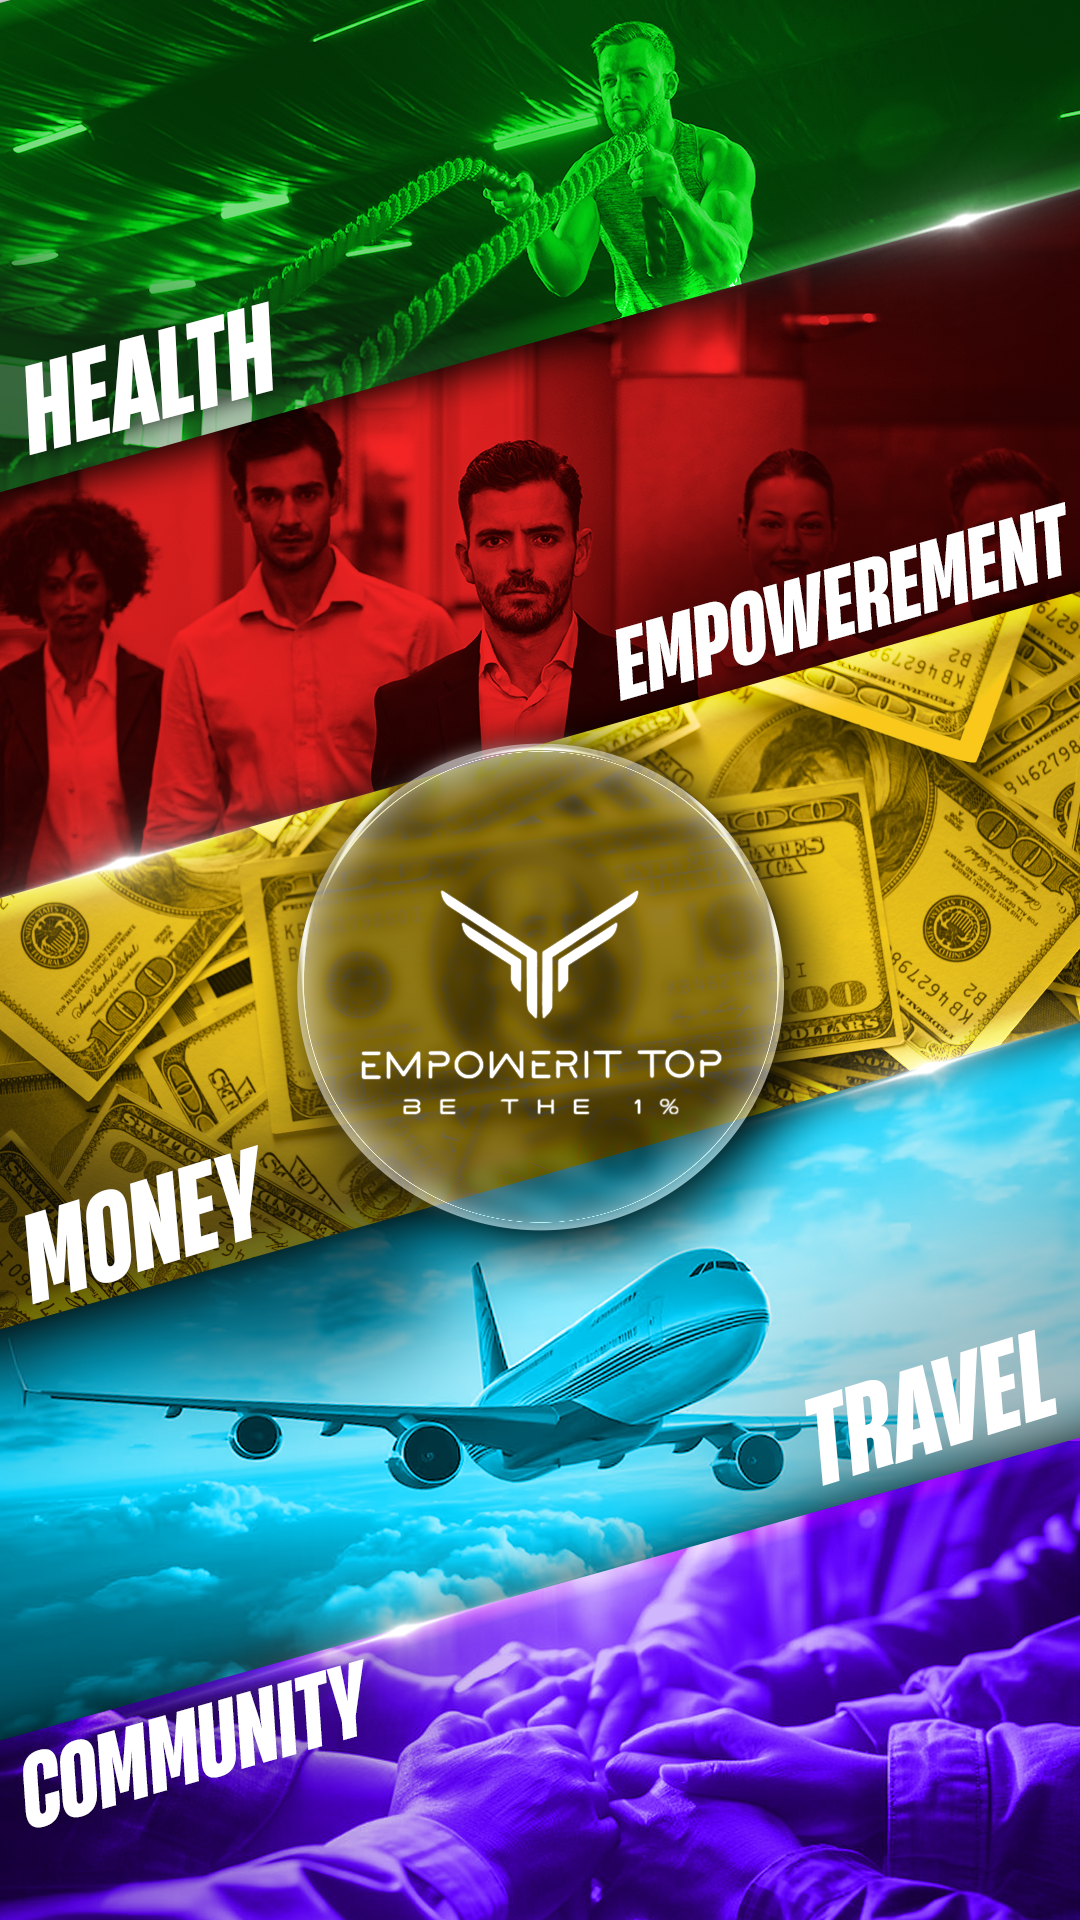 HEALTH
EMPOWEREMENT
EMPOWERIT TOP
BE THE 1%
MONEY
TRAVEL
COMMUNITY